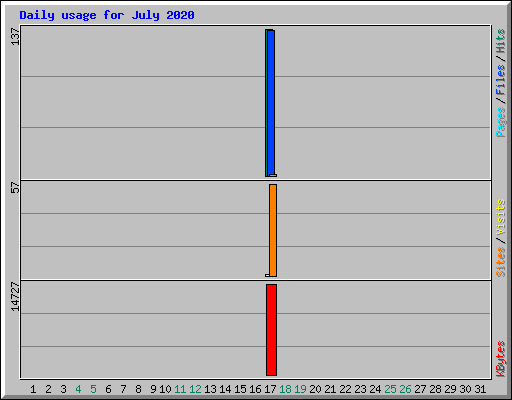 Daily usage for July 2020
137
57
14727
Pages / Files / Hits
Sites / Visits
KBytes
1 2 3 4 5 6 7 8 9 10 11 12 13 14 15 16 17 18 19 20 21 22 23 24 25 26 27 28 29 30 31